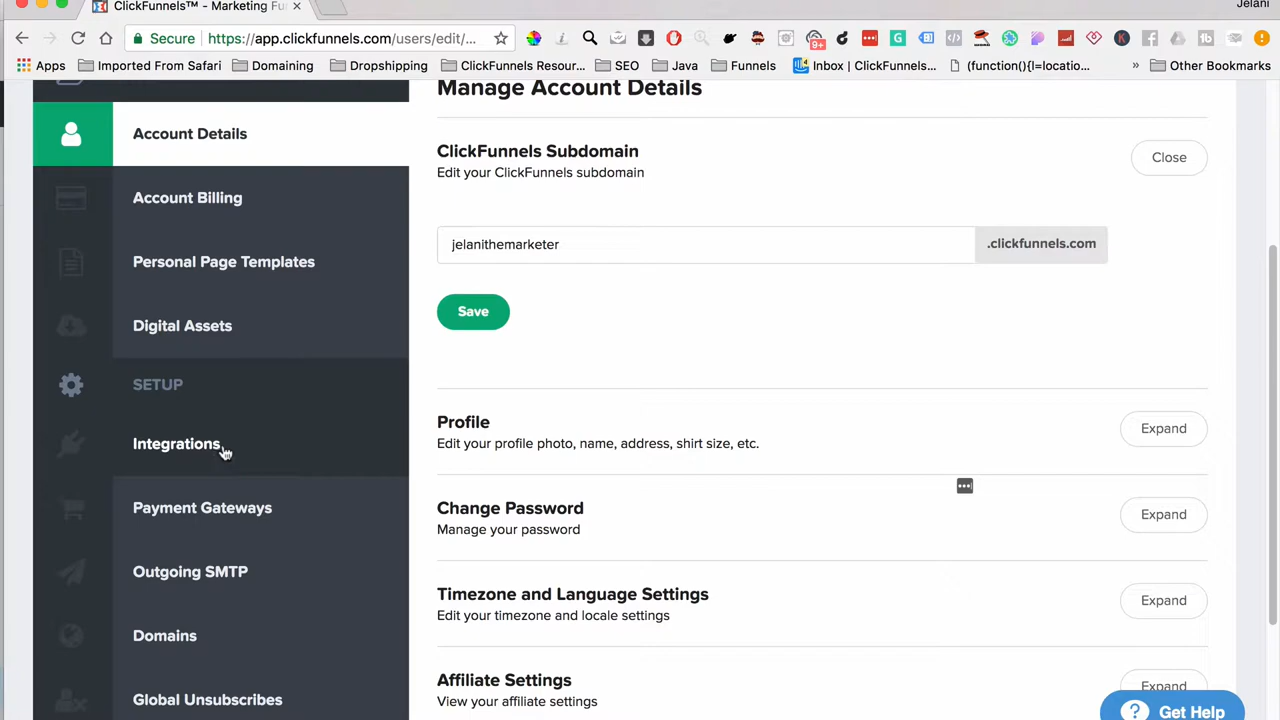 ClickFunnels™ - Marketing Fu
Jelani
Secure
https://app.clickfunnels.com/users/edit/...
9+
Apps
Imported From Safari
Domaining
Dropshipping
ClickFunnels Resour...
SEO
Java
Funnels
Inbox | ClickFunnels...
(function(){l=locatio...
»
Other Bookmarks
Manage Account Details
Account Details
Account Billing
Personal Page Templates
Digital Assets
SETUP
Integrations
Payment Gateways
Outgoing SMTP
Domains
Global Unsubscribes
ClickFunnels Subdomain
Edit your ClickFunnels subdomain
Close
jelanithemarketer
.clickfunnels.com
Save
Profile
Edit your profile photo, name, address, shirt size, etc.
Expand
Change Password
Manage your password
Expand
Timezone and Language Settings
Edit your timezone and locale settings
Expand
Affiliate Settings
View your affiliate settings
Expand
? Get Help